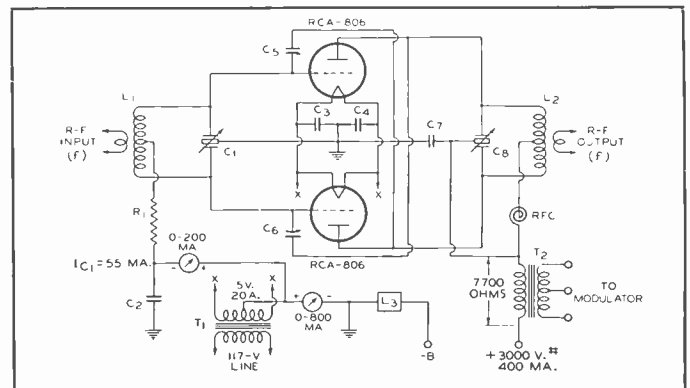 RCA-806
C5
L1
C3
C4
L2
R-F
INPUT
(f)
C1
C7
C8
R-F
OUTPUT
(f)
X
X
R1
C6
RFC
0-200
MA
RCA-806
IC1=55 MA.
- +
X
5V.
20A.
X
+ -
7700
OHMS
T2
TO
MODULATOR
C2
T1
0-800
MA
L3
117-V
LINE
-B
+3000 V.#
400 MA.